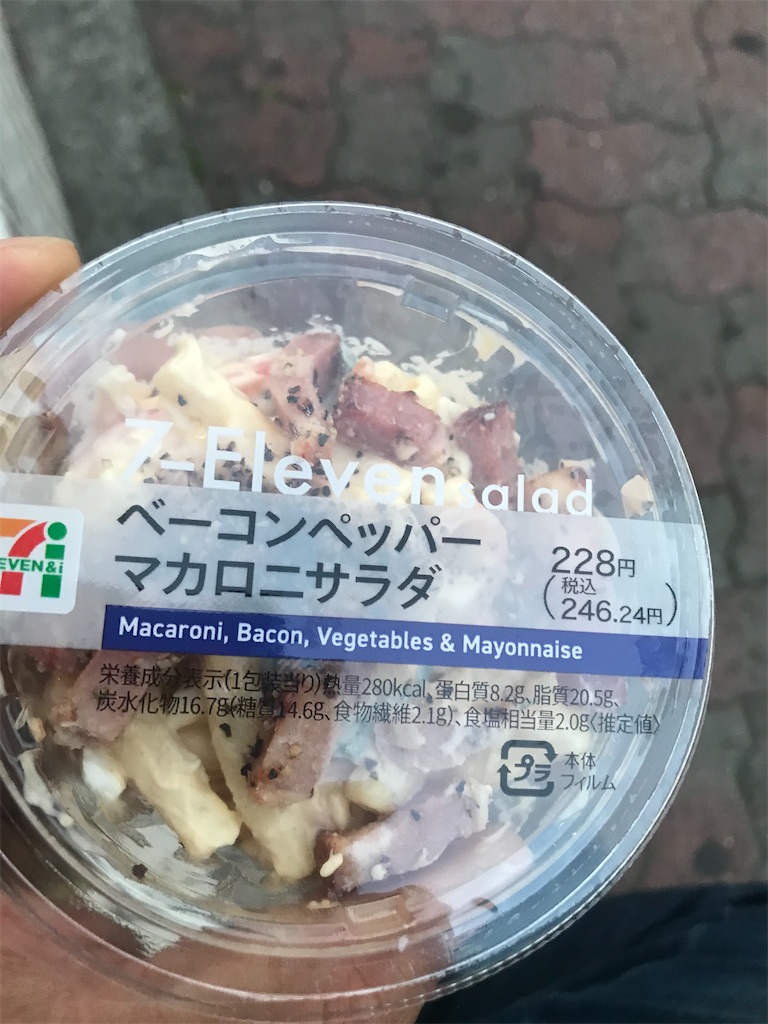 7-Eleven salad
ベーコンペッパー
マカロニサラダ
228円
(税込
246.24円)
7
EVEN&i
Macaroni, Bacon, Vegetables & Mayonnaise
栄養成分表示(1包装当り)熱量280kcal、蛋白質8.2g、脂質20.5g、
炭水化物16.7g(糖質14.6g、食物繊維2.1g)、食塩相当量2.0g〈推定値〉
プラ
本体
フィルム